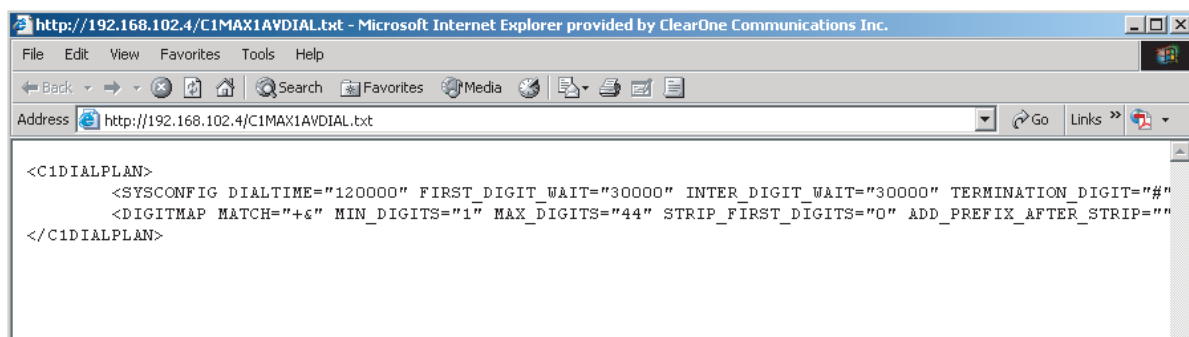 http://192.168.102.4/C1MAX1AVDIAL.txt - Microsoft Internet Explorer provided by ClearOne Communications Inc.
File Edit View Favorites Tools Help
Back Search Favorites Media
Address http://192.168.102.4/C1MAX1AVDIAL.txt Go Links »
<C1DIALPLAN>
<SYSCONFIG DIALTIME="120000" FIRST_DIGIT_WAIT="30000" INTER_DIGIT_WAIT="30000" TERMINATION_DIGIT="#"
<DIGITMAP MATCH="+&" MIN_DIGITS="1" MAX_DIGITS="44" STRIP_FIRST_DIGITS="0" ADD_PREFIX_AFTER_STRIP=""
</C1DIALPLAN>